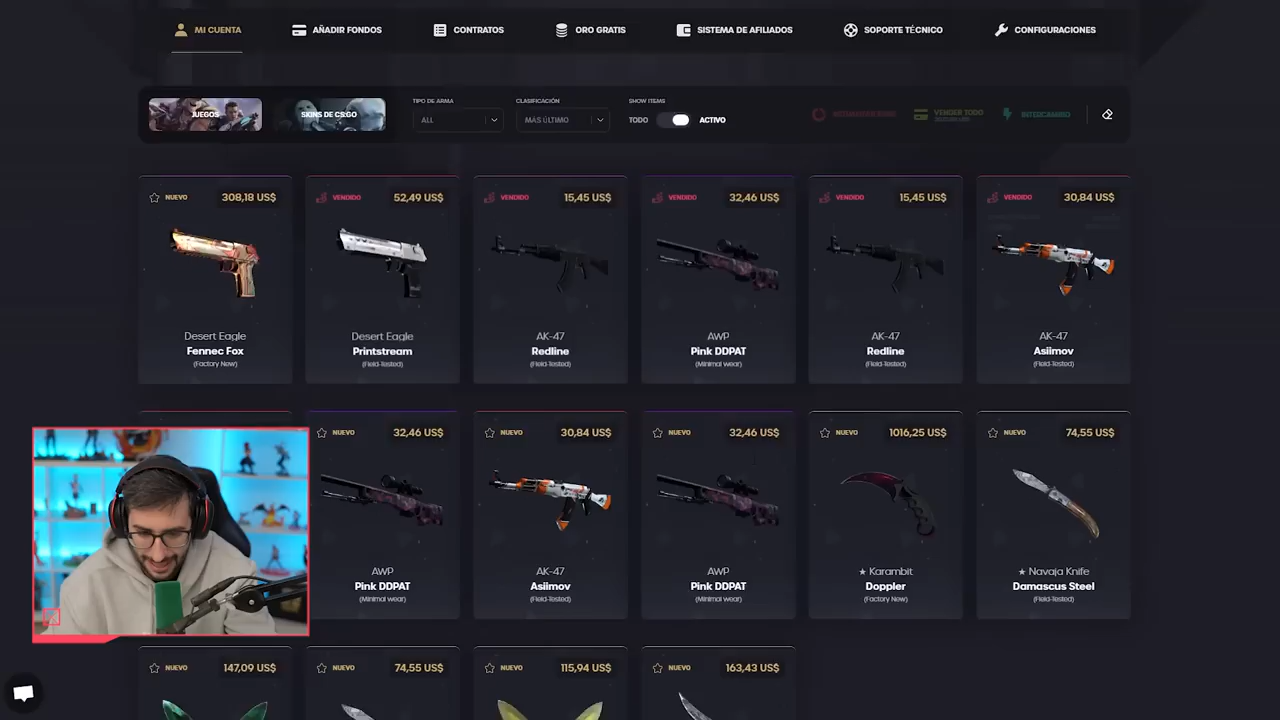 MI CUENTA
AÑADIR FONDOS
CONTRATOS
ORO GRATIS
SISTEMA DE AFILIADOS
SOPORTE TÉCNICO
CONFIGURACIONES
JUEGOS
SKINS DE CS:GO
TIPO DE ARMA
ALL
CLASIFICACIÓN
MÁS ÚLTIMO
SHOW ITEMS
TODO
ACTIVO
VENDER TODO
INTERCAMBIO
NUEVO 308,18 US$
Desert Eagle
Fennec Fox
(Factory New)
VENDIDO 52,49 US$
Desert Eagle
Printstream
(Field-Tested)
VENDIDO 15,45 US$
AK-47
Redline
(Field-Tested)
VENDIDO 32,46 US$
AWP
Pink DDPAT
(Minimal Wear)
VENDIDO 15,45 US$
AK-47
Redline
(Field-Tested)
VENDIDO 30,84 US$
AK-47
Asiimov
(Field-Tested)
NUEVO 32,46 US$
AWP
Pink DDPAT
(Minimal Wear)
NUEVO 30,84 US$
AK-47
Asiimov
(Field-Tested)
NUEVO 32,46 US$
AWP
Pink DDPAT
(Minimal Wear)
NUEVO 1016,25 US$
★ Karambit
Doppler
(Factory New)
NUEVO 74,55 US$
★ Navaja Knife
Damascus Steel
(Field-Tested)
NUEVO 147,09 US$
NUEVO 74,55 US$
NUEVO 115,94 US$
NUEVO 163,43 US$